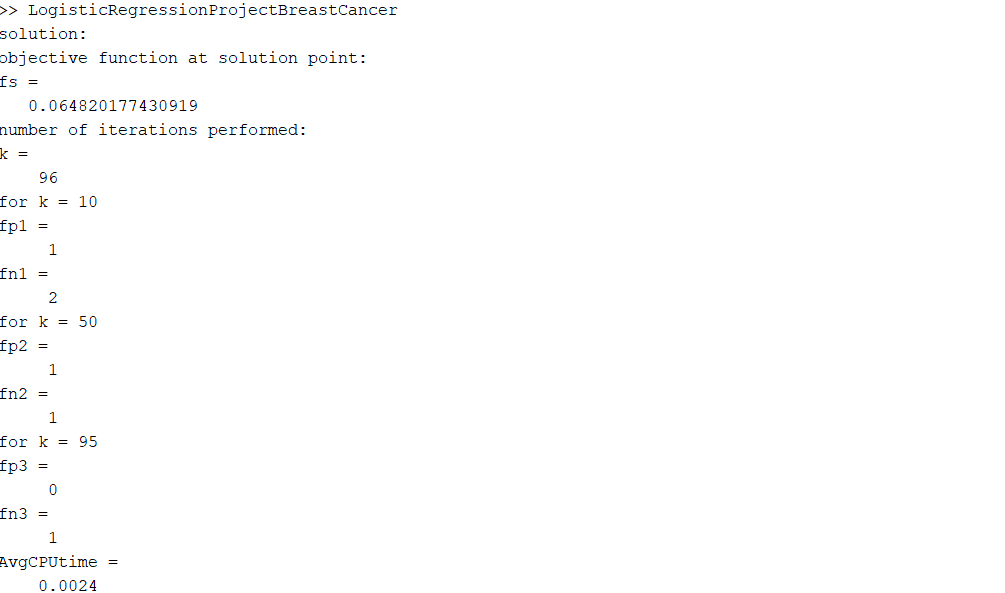 >> LogisticRegressionProjectBreastCancer
solution:
objective function at solution point:
fs =
0.064820177430919
number of iterations performed:
k =
96
for k = 10
fp1 =
1
fn1 =
2
for k = 50
fp2 =
1
fn2 =
1
for k = 95
fp3 =
0
fn3 =
1
AvgCPUtime =
0.0024